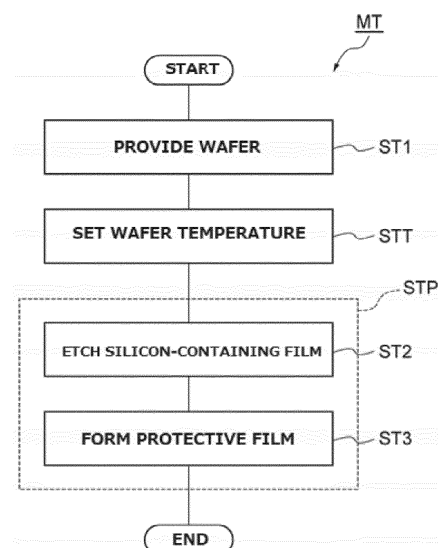 MT
START
PROVIDE WAFER
ST1
SET WAFER TEMPERATURE
STT
STP
ETCH SILICON-CONTAINING FILM
ST2
FORM PROTECTIVE FILM
ST3
END